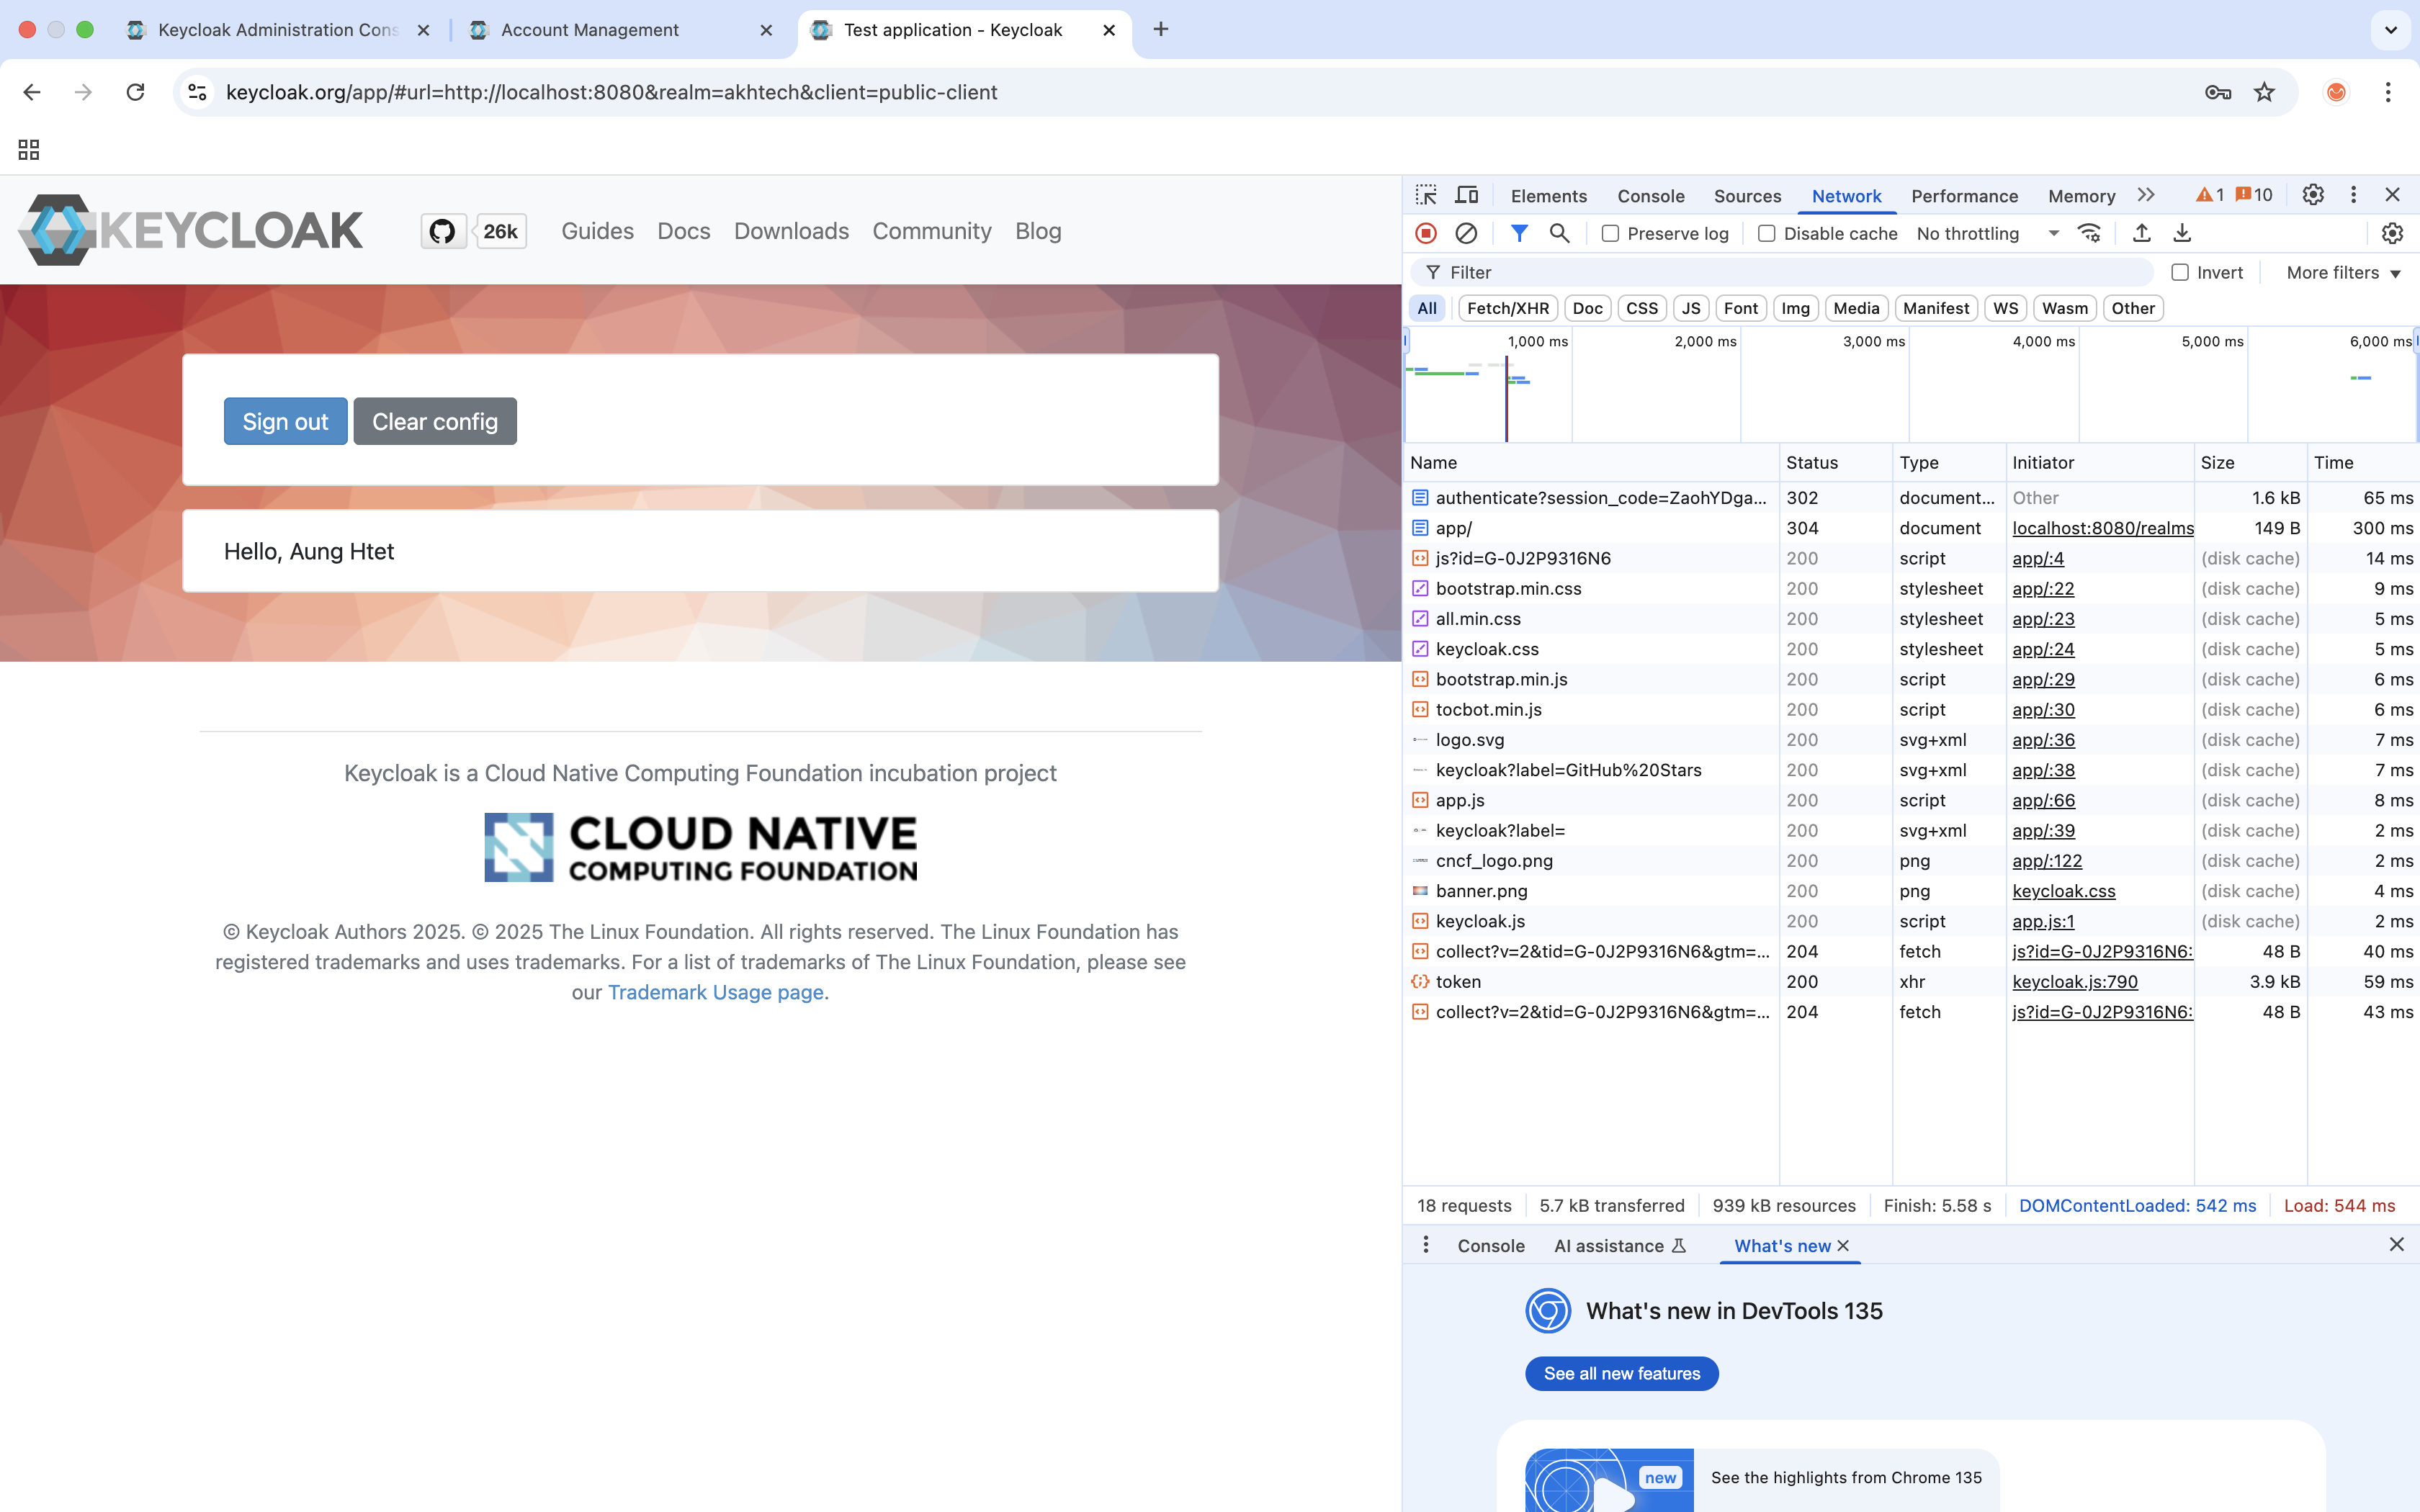 Keycloak Administration Cons
Account Management
Test application - Keycloak
keycloak.org/app/#url=http://localhost:8080&realm=akhtech&client=public-client
KEYCLOAK
26k
Guides
Docs
Downloads
Community
Blog
Sign out
Clear config
Hello, Aung Htet
Keycloak is a Cloud Native Computing Foundation incubation project
CLOUD NATIVE
COMPUTING FOUNDATION
© Keycloak Authors 2025. © 2025 The Linux Foundation. All rights reserved. The Linux Foundation has
registered trademarks and uses trademarks. For a list of trademarks of The Linux Foundation, please see
our Trademark Usage page.
Elements Console Sources Network Performance Memory 1 10
Preserve log Disable cache No throttling
Filter Invert More filters
All Fetch/XHR Doc CSS JS Font Img Media Manifest WS Wasm Other
1,000 ms 2,000 ms 3,000 ms 4,000 ms 5,000 ms 6,000 ms
Name Status Type Initiator Size Time
authenticate?session_code=ZaohYDga... 302 document... Other 1.6 kB 65 ms
app/ 304 document localhost:8080/realms 149 B 300 ms
js?id=G-0J2P9316N6 200 script app/:4 (disk cache) 14 ms
bootstrap.min.css 200 stylesheet app/:22 (disk cache) 9 ms
all.min.css 200 stylesheet app/:23 (disk cache) 5 ms
keycloak.css 200 stylesheet app/:24 (disk cache) 5 ms
bootstrap.min.js 200 script app/:29 (disk cache) 6 ms
tocbot.min.js 200 script app/:30 (disk cache) 6 ms
logo.svg 200 svg+xml app/:36 (disk cache) 7 ms
keycloak?label=GitHub%20Stars 200 svg+xml app/:38 (disk cache) 7 ms
app.js 200 script app/:66 (disk cache) 8 ms
keycloak?label= 200 svg+xml app/:39 (disk cache) 2 ms
cncf_logo.png 200 png app/:122 (disk cache) 2 ms
banner.png 200 png keycloak.css (disk cache) 4 ms
keycloak.js 200 script app.js:1 (disk cache) 2 ms
collect?v=2&tid=G-0J2P9316N6&gtm=... 204 fetch js?id=G-0J2P9316N6: 48 B 40 ms
token 200 xhr keycloak.js:790 3.9 kB 59 ms
collect?v=2&tid=G-0J2P9316N6&gtm=... 204 fetch js?id=G-0J2P9316N6: 48 B 43 ms
18 requests 5.7 kB transferred 939 kB resources Finish: 5.58 s DOMContentLoaded: 542 ms Load: 544 ms
Console AI assistance What's new
What's new in DevTools 135
See all new features
new
See the highlights from Chrome 135